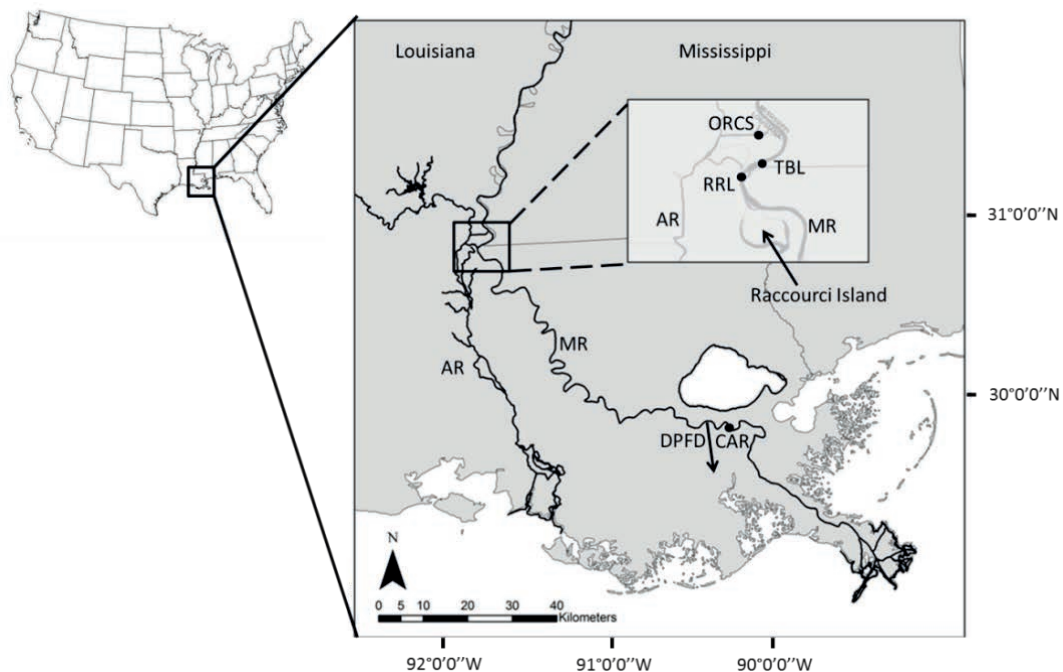 Louisiana
Mississippi
ORCS
TBL
RRL
AR
MR
Raccourci Island
31°0'0''N
MR
AR
30°0'0''N
DPFD
CAR
N
0 5 10 20 30 40
Kilometers
92°0'0''W
91°0'0''W
90°0'0''W